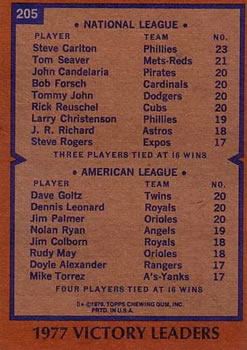 205
NATIONAL LEAGUE
PLAYER TEAM NO.
Steve Carlton Phillies 23
Tom Seaver Mets-Reds 21
John Candelaria Pirates 20
Bob Forsch Cardinals 20
Tommy John Dodgers 20
Rick Reuschel Cubs 20
Larry Christenson Phillies 19
J. R. Richard Astros 18
Steve Rogers Expos 17
THREE PLAYERS TIED AT 16 WINS
AMERICAN LEAGUE
PLAYER TEAM NO.
Dave Goltz Twins 20
Dennis Leonard Royals 20
Jim Palmer Orioles 20
Nolan Ryan Angels 19
Jim Colborn Royals 18
Rudy May Orioles 18
Doyle Alexander Rangers 17
Mike Torrez A's-Yanks 17
FOUR PLAYERS TIED AT 16 WINS
© 1978, TOPPS CHEWING GUM, INC.
PRTD. IN U.S.A.
1977 VICTORY LEADERS